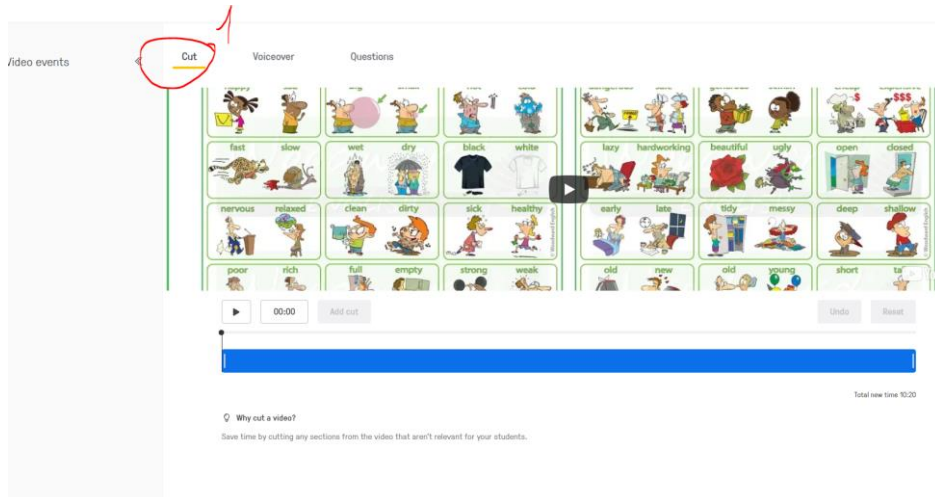 1
Video events
Cut Voiceover Questions
fast slow wet dry black white lazy hardworking beautiful ugly open closed
nervous relaxed clean dirty sick healthy early late tidy messy deep shallow
poor rich full empty strong weak old new old young short
00:00 Add cut Undo Reset
Total new time 10:20
Why cut a video?
Save time by cutting any sections from the video that aren't relevant for your students.